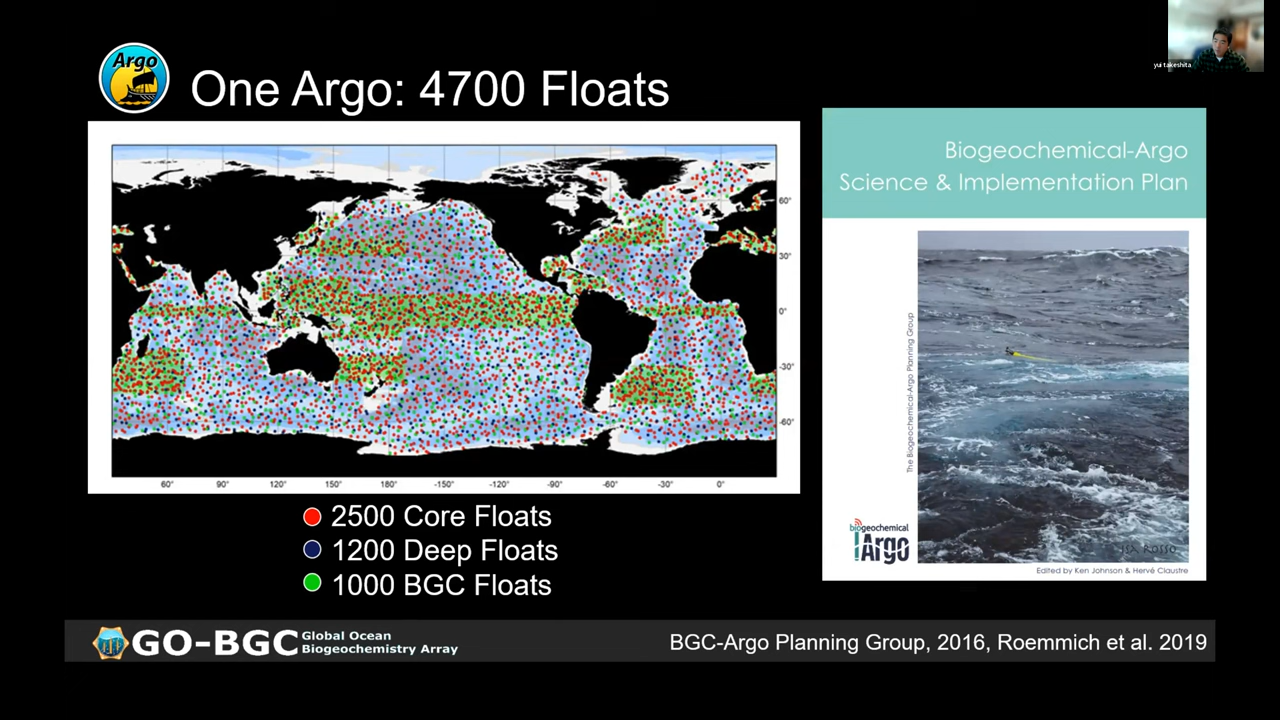 yui takeshita
Argo
One Argo: 4700 Floats
60°
30°
0°
-30°
-60°
60°
90°
120°
150°
180°
-150°
-120°
-90°
-60°
-30°
0°
2500 Core Floats
1200 Deep Floats
1000 BGC Floats
Biogeochemical-Argo
Science & Implementation Plan
The Biogeochemical-Argo Planning Group
biogeochemical
Argo
ISA ROSSO
Edited by Ken Johnson & Hervé Claustre
GO-BGC
Global Ocean
Biogeochemistry Array
BGC-Argo Planning Group, 2016, Roemmich et al. 2019